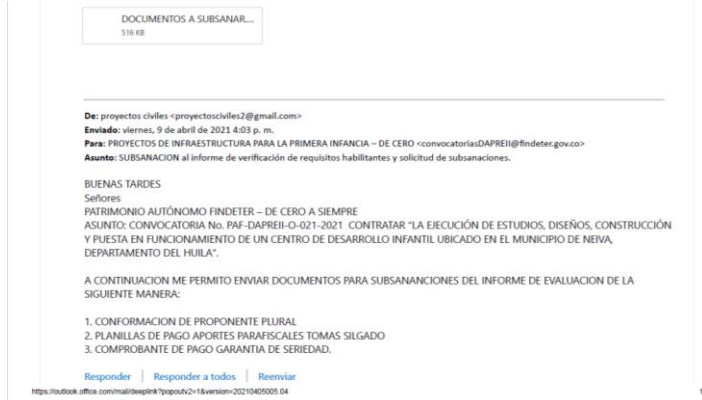 DOCUMENTOS A SUBSANAR....
516 KB
De: proyectos civiles <proyectosciviles2@gmail.com>
Enviado: viernes, 9 de abril de 2021 4:03 p. m.
Para: PROYECTOS DE INFRAESTRUCTURA PARA LA PRIMERA INFANCIA – DE CERO <convocatoriasDAPREII@findeter.gov.co>
Asunto: SUBSANACION al informe de verificación de requisitos habilitantes y solicitud de subsanaciones.
BUENAS TARDES
Señores
PATRIMONIO AUTÓNOMO FINDETER – DE CERO A SIEMPRE
ASUNTO: CONVOCATORIA No. PAF-DAPREII-O-021-2021 CONTRATAR "LA EJECUCIÓN DE ESTUDIOS, DISEÑOS, CONSTRUCCIÓN
Y PUESTA EN FUNCIONAMIENTO DE UN CENTRO DE DESARROLLO INFANTIL UBICADO EN EL MUNICIPIO DE NEIVA,
DEPARTAMENTO DEL HUILA".
A CONTINUACION ME PERMITO ENVIAR DOCUMENTOS PARA SUBSANANCIONES DEL INFORME DE EVALUACION DE LA
SIGUIENTE MANERA:
1. CONFORMACION DE PROPONENTE PLURAL
2. PLANILLAS DE PAGO APORTES PARAFISCALES TOMAS SILGADO
3. COMPROBANTE DE PAGO GARANTIA DE SERIEDAD.
Responder | Responder a todos | Reenviar
https://outlook.office.com/mail/deeplink?popoutv2=1&version=20210405005.04 1